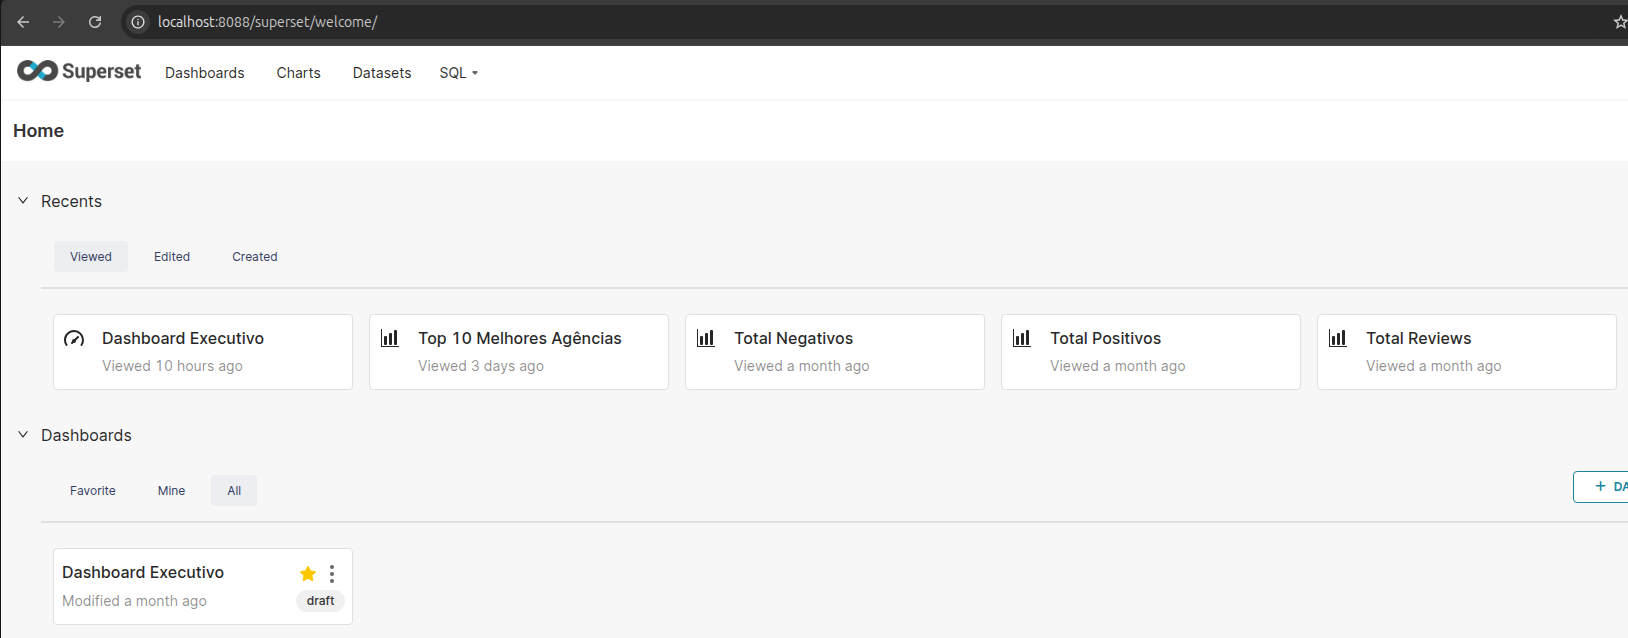 localhost:8088/superset/welcome/
Superset Dashboards Charts Datasets SQL
Home
Recents
Viewed Edited Created
Dashboard Executivo Top 10 Melhores Agências Total Negativos Total Positivos Total Reviews
Viewed 10 hours ago Viewed 3 days ago Viewed a month ago Viewed a month ago Viewed a month ago
Dashboards
Favorite Mine All + DA
Dashboard Executivo
Modified a month ago draft